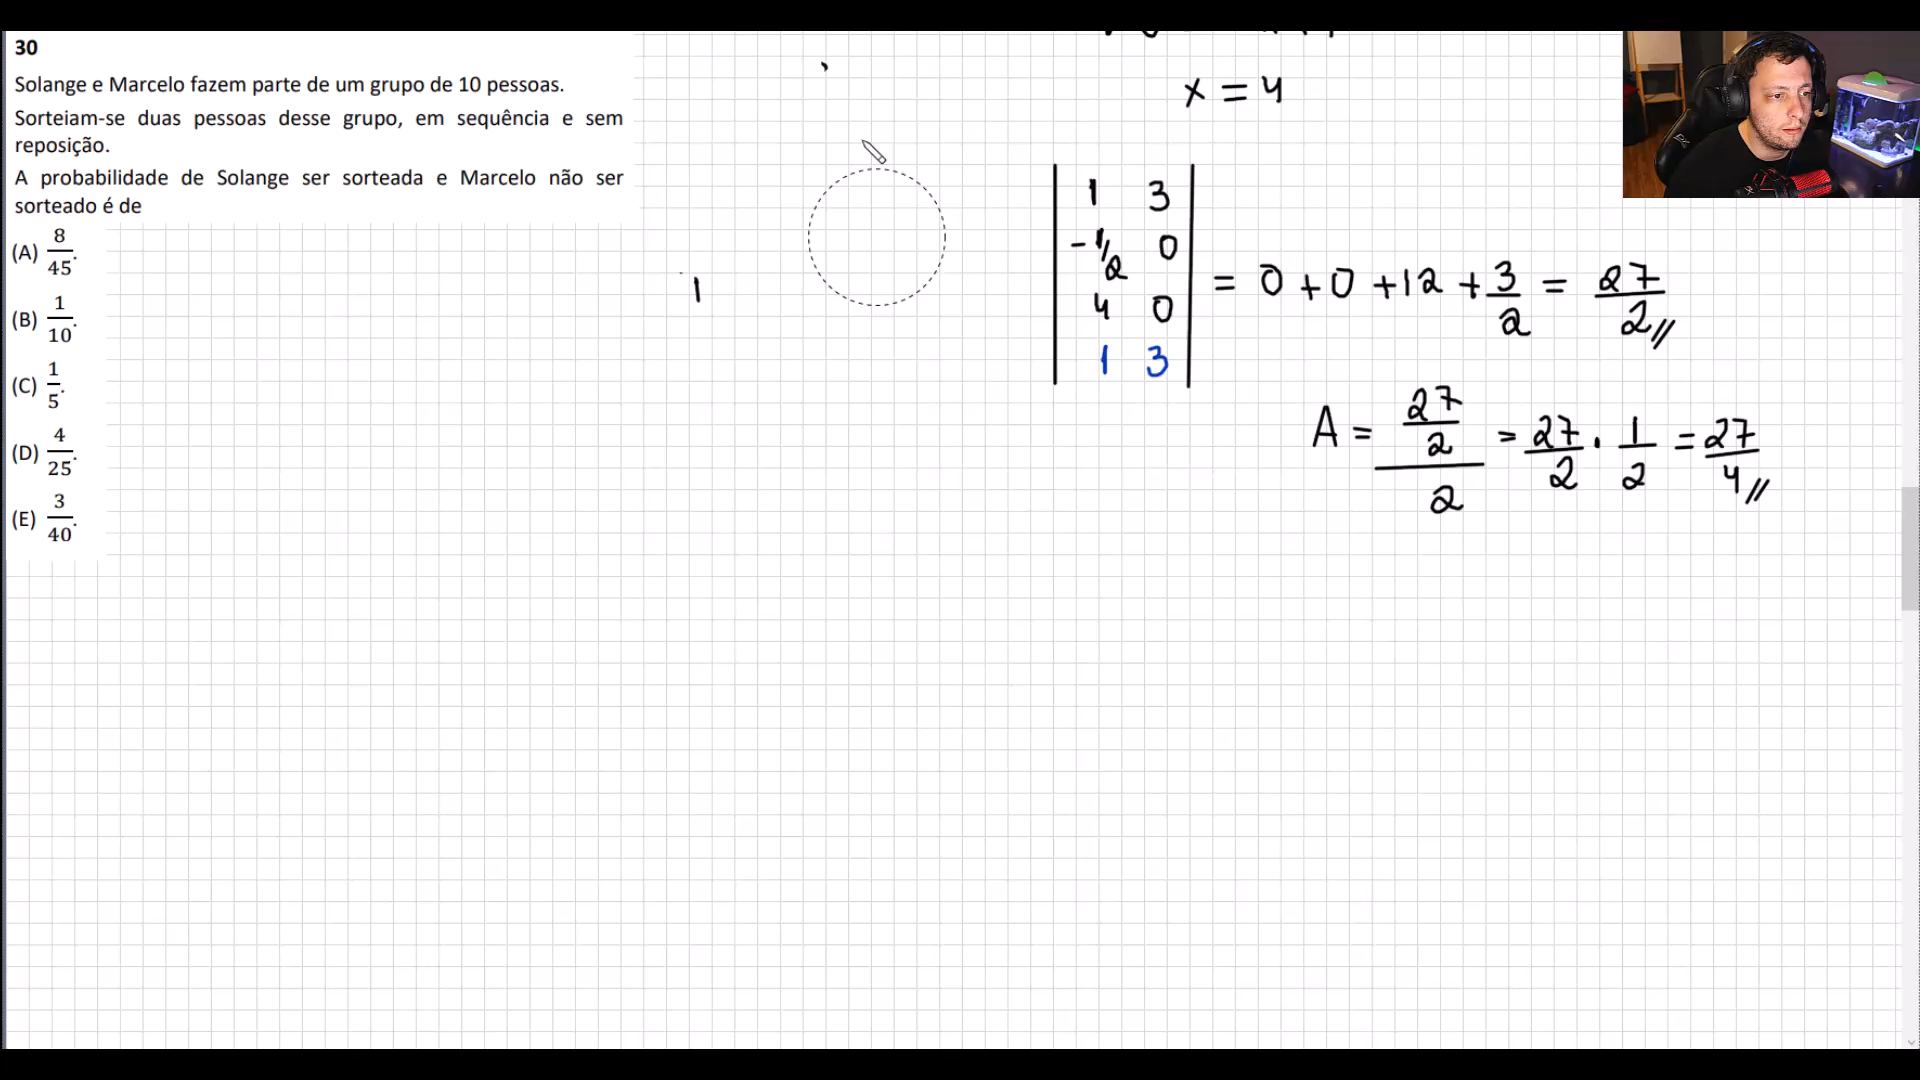 30
Solange e Marcelo fazem parte de um grupo de 10 pessoas.
Sorteiam-se duas pessoas desse grupo, em sequência e sem
reposição.
A probabilidade de Solange ser sorteada e Marcelo não ser
sorteado é de
(A) 8/45.
(B) 1/10.
(C) 1/5.
(D) 4/25.
(E) 3/40.
x = 4
1 3
-1/2 0
4 0
1 3
= 0 + 0 + 12 + 3/2 = 27/2 //
A = 27/2 / 2 = 27/2 . 1/2 = 27/4 //
1